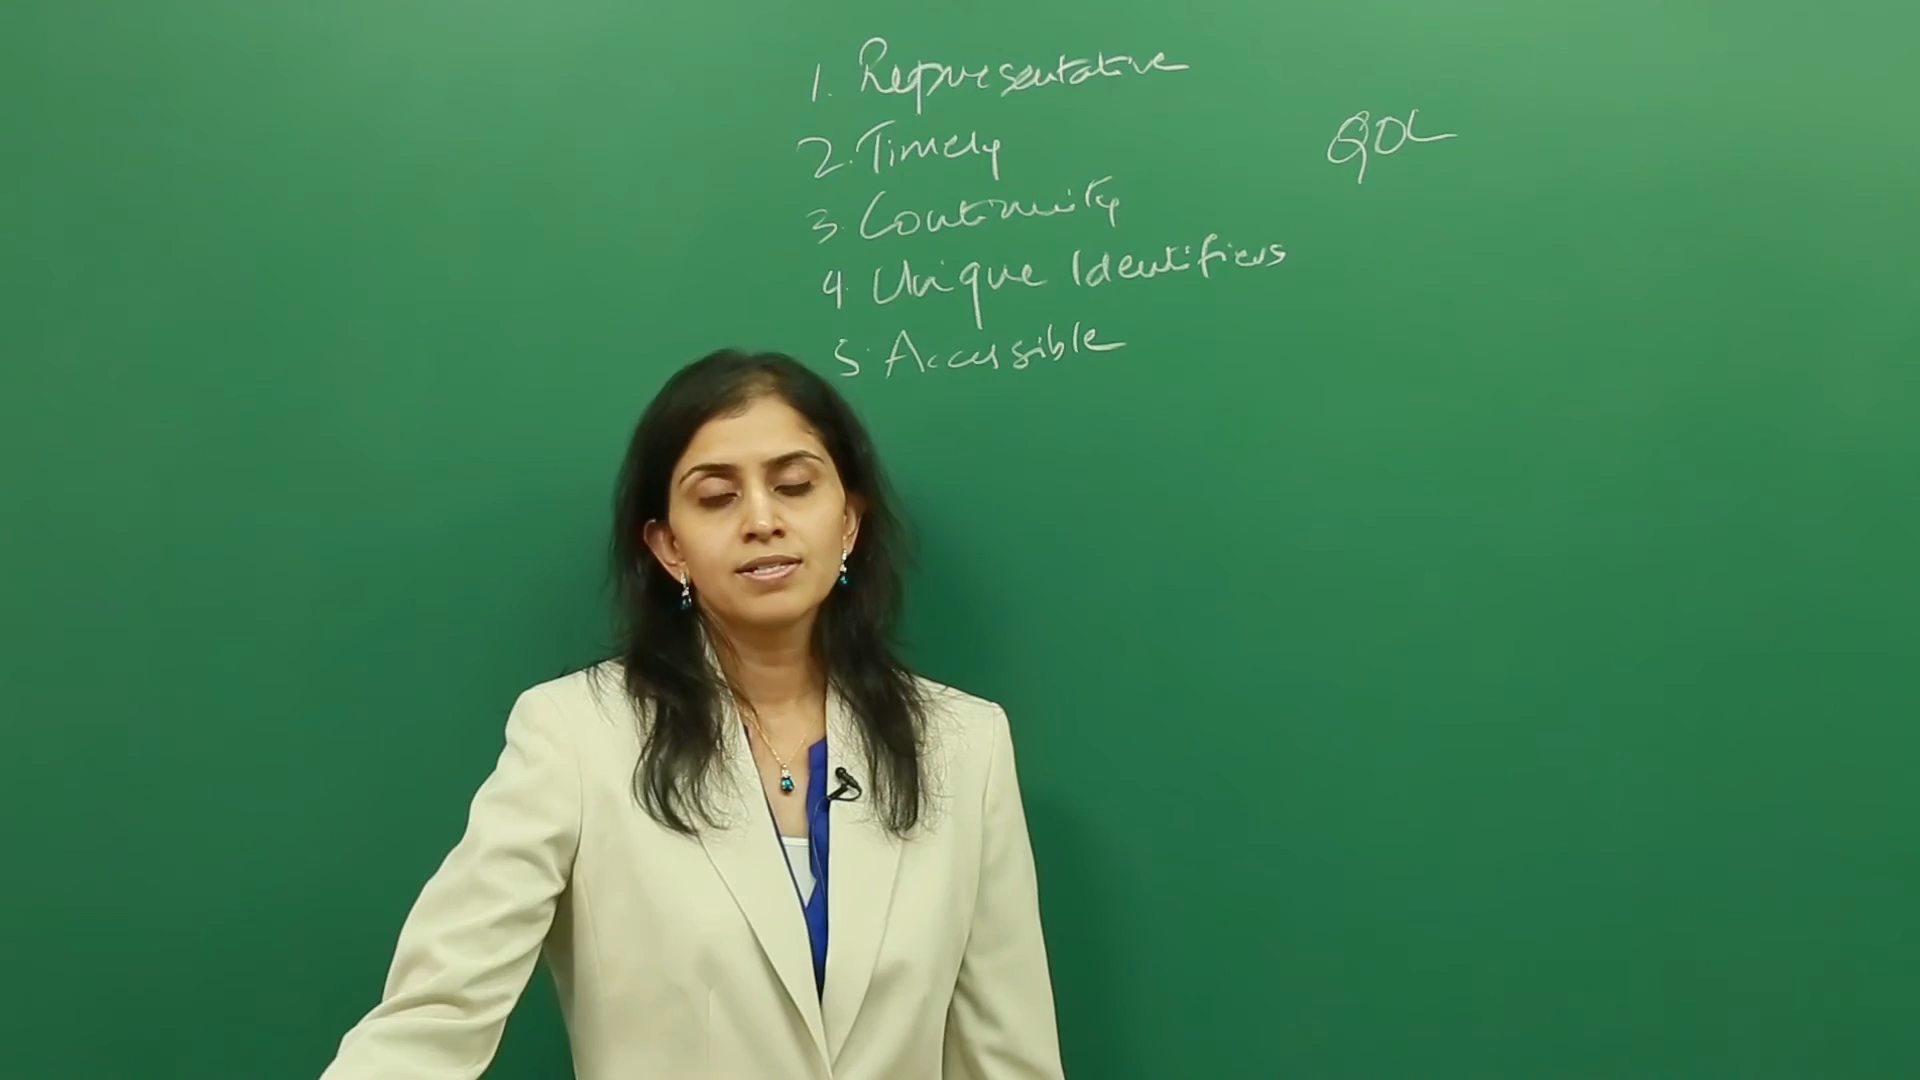 1. Representative
2. Timely
QOL
3. Continuity
4. Unique Identifiers
5. Accessible